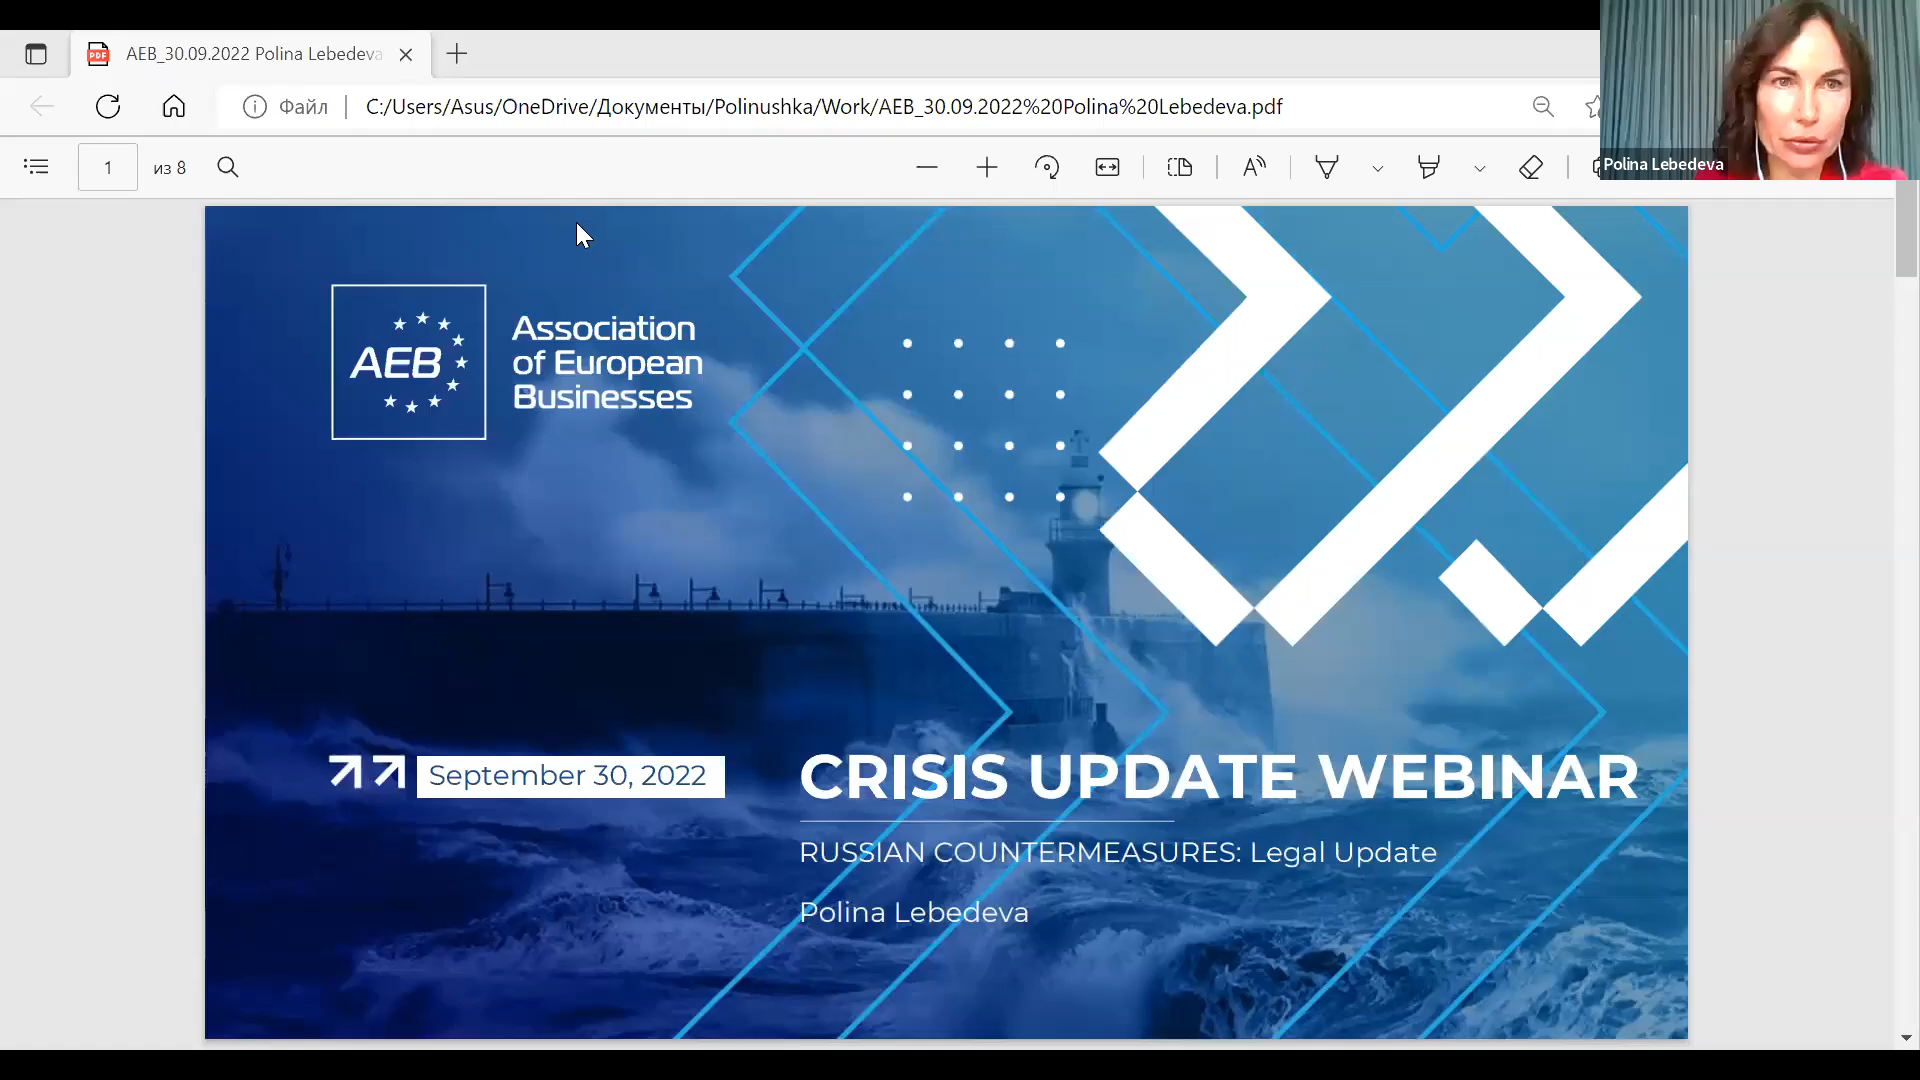 AEB_30.09.2022 Polina Lebedeva
Файл
C:/Users/Asus/OneDrive/Документы/Polinushka/Work/AEB_30.09.2022%20Polina%20Lebedeva.pdf
1 из 8
Polina Lebedeva
AEB
Association
of European
Businesses
September 30, 2022
CRISIS UPDATE WEBINAR
RUSSIAN COUNTERMEASURES: Legal Update
Polina Lebedeva